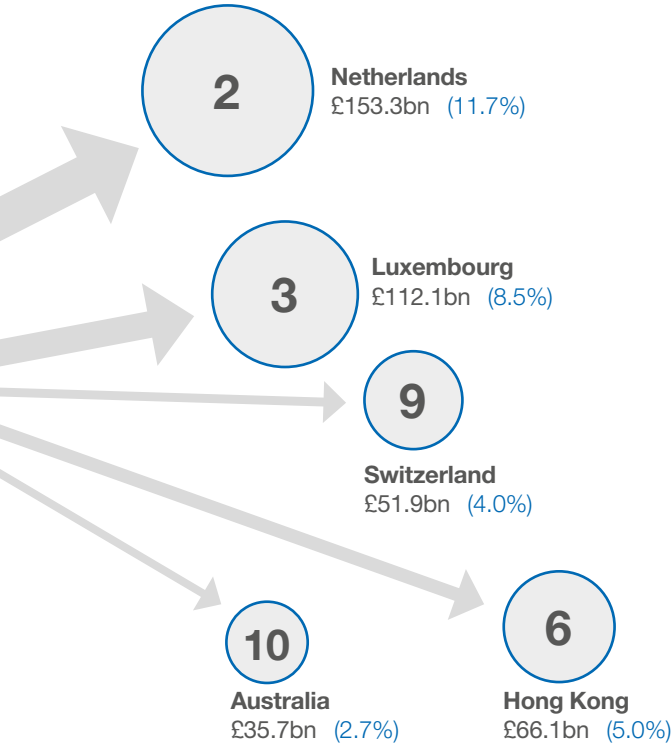 2
Netherlands
£153.3bn (11.7%)
3
Luxembourg
£112.1bn (8.5%)
9
Switzerland
£51.9bn (4.0%)
10
Australia
£35.7bn (2.7%)
6
Hong Kong
£66.1bn (5.0%)